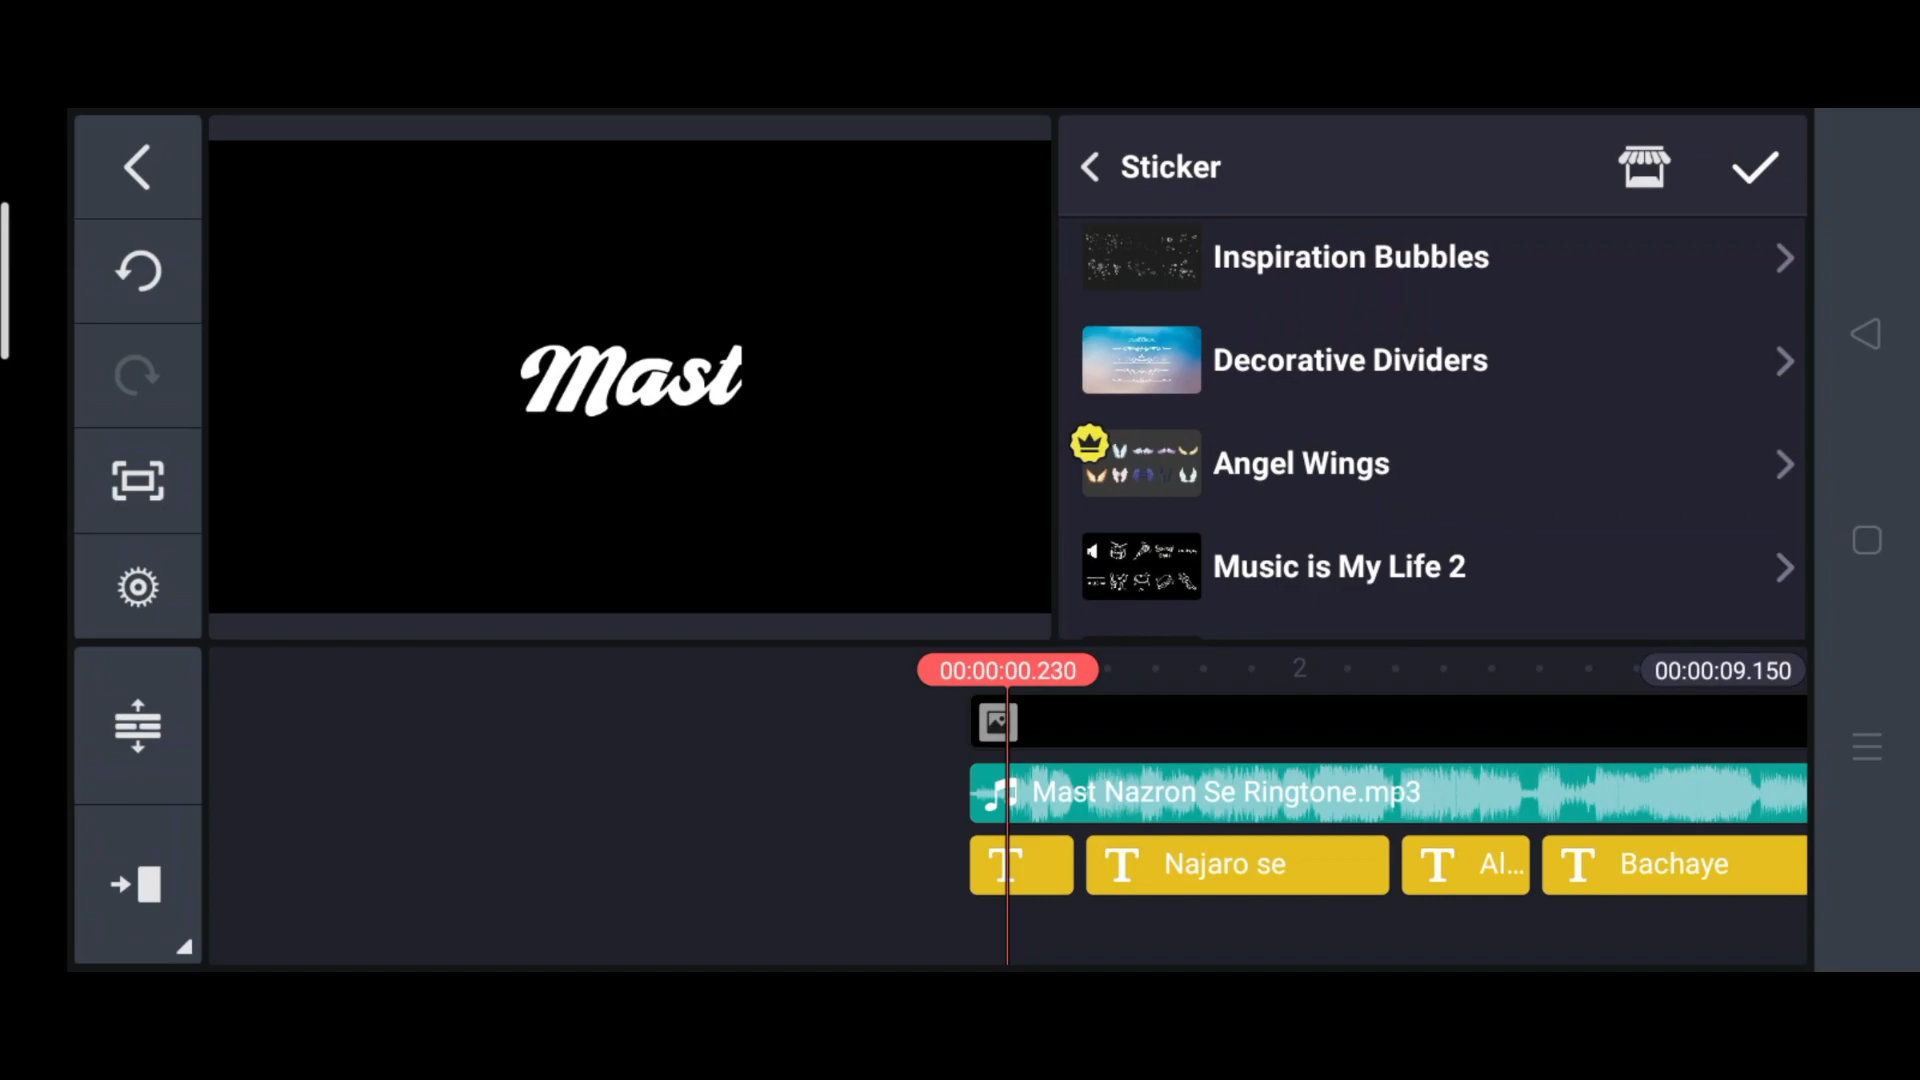 Sticker
Inspiration Bubbles
Decorative Dividers
Angel Wings
Music is My Life 2
Mast
00:00:00.230
2
00:00:09.150
Mast Nazron Se Ringtone.mp3
T
T Najaro se
T Al...
T Bachaye